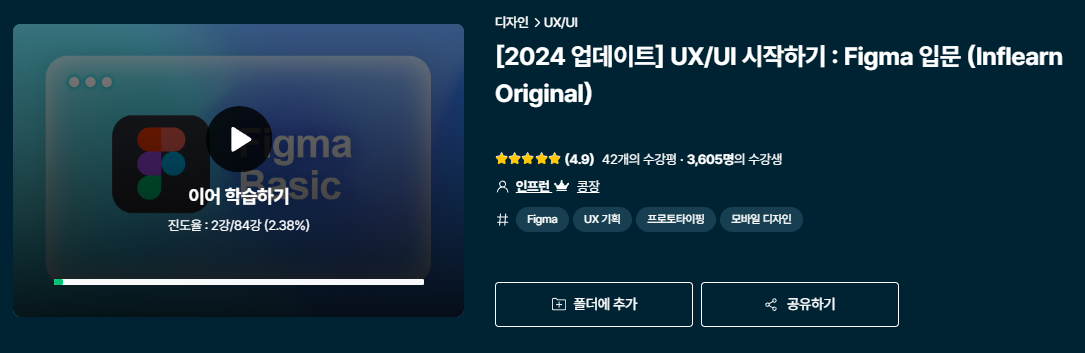 디자인 > UX/UI
[2024 업데이트] UX/UI 시작하기 : Figma 입문 (Inflearn
Original)
Figma
Basic
이어 학습하기
진도율 : 2강/84강 (2.38%)
(4.9) 42개의 수강평 · 3,605명의 수강생
인프런 콩장
# Figma UX 기획 프로토타이핑 모바일 디자인
폴더에 추가 공유하기